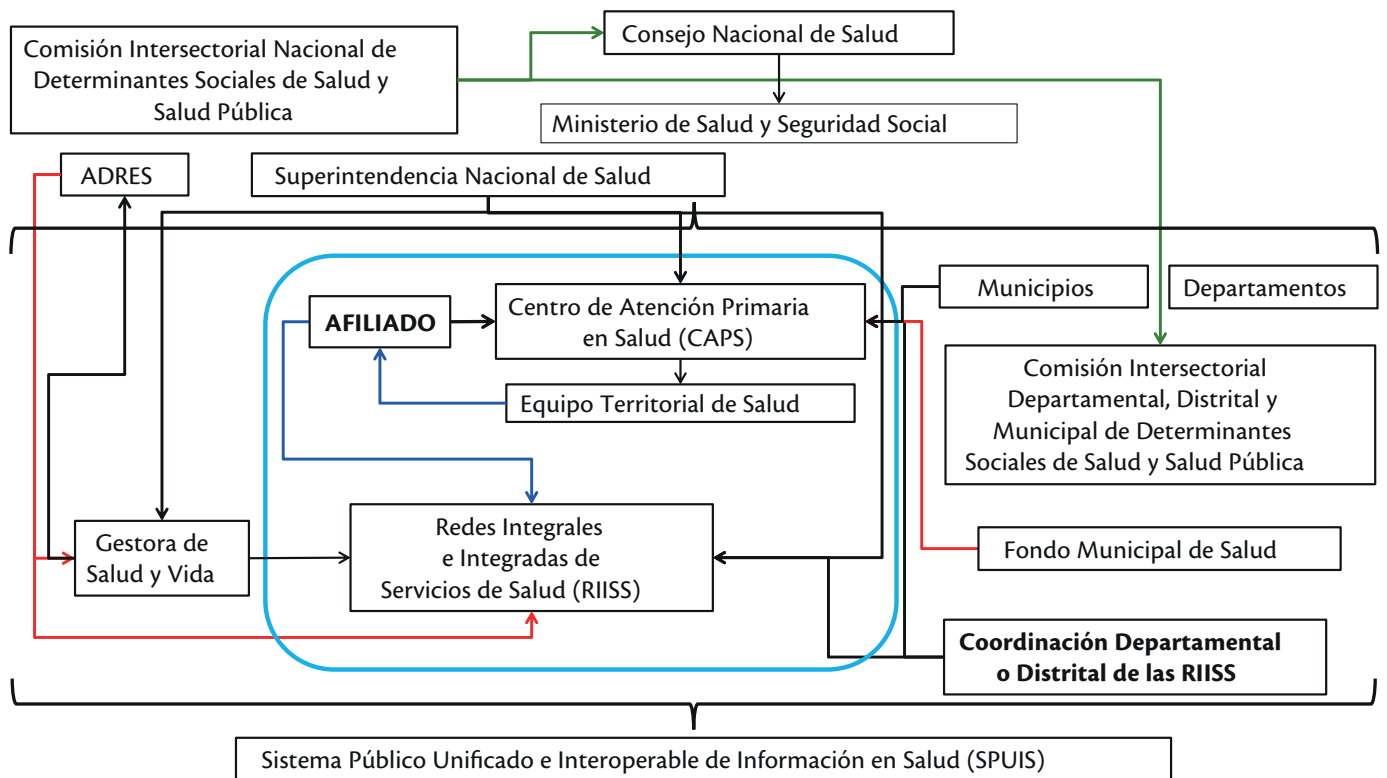 Comisión Intersectorial Nacional de
Determinantes Sociales de Salud y
Salud Pública
Consejo Nacional de Salud
Ministerio de Salud y Seguridad Social
ADRES
Superintendencia Nacional de Salud
AFILIADO
Centro de Atención Primaria
en Salud (CAPS)
Municipios
Departamentos
Equipo Territorial de Salud
Comisión Intersectorial
Departamental, Distrital y
Municipal de Determinantes
Sociales de Salud y Salud Pública
Gestora de
Salud y Vida
Redes Integrales
e Integradas de
Servicios de Salud (RIISS)
Fondo Municipal de Salud
Coordinación Departamental
o Distrital de las RIISS
Sistema Público Unificado e Interoperable de Información en Salud (SPUIS)